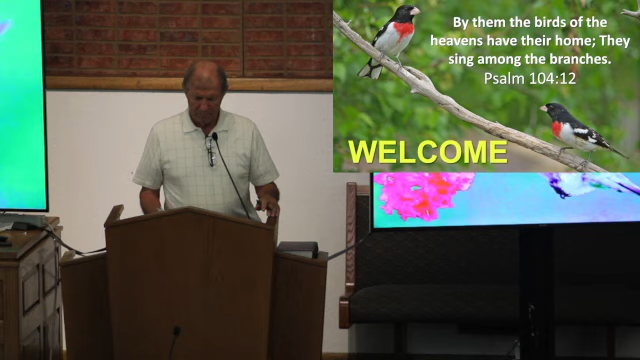 By them the birds of the
heavens have their home; They
sing among the branches.
Psalm 104:12
WELCOME